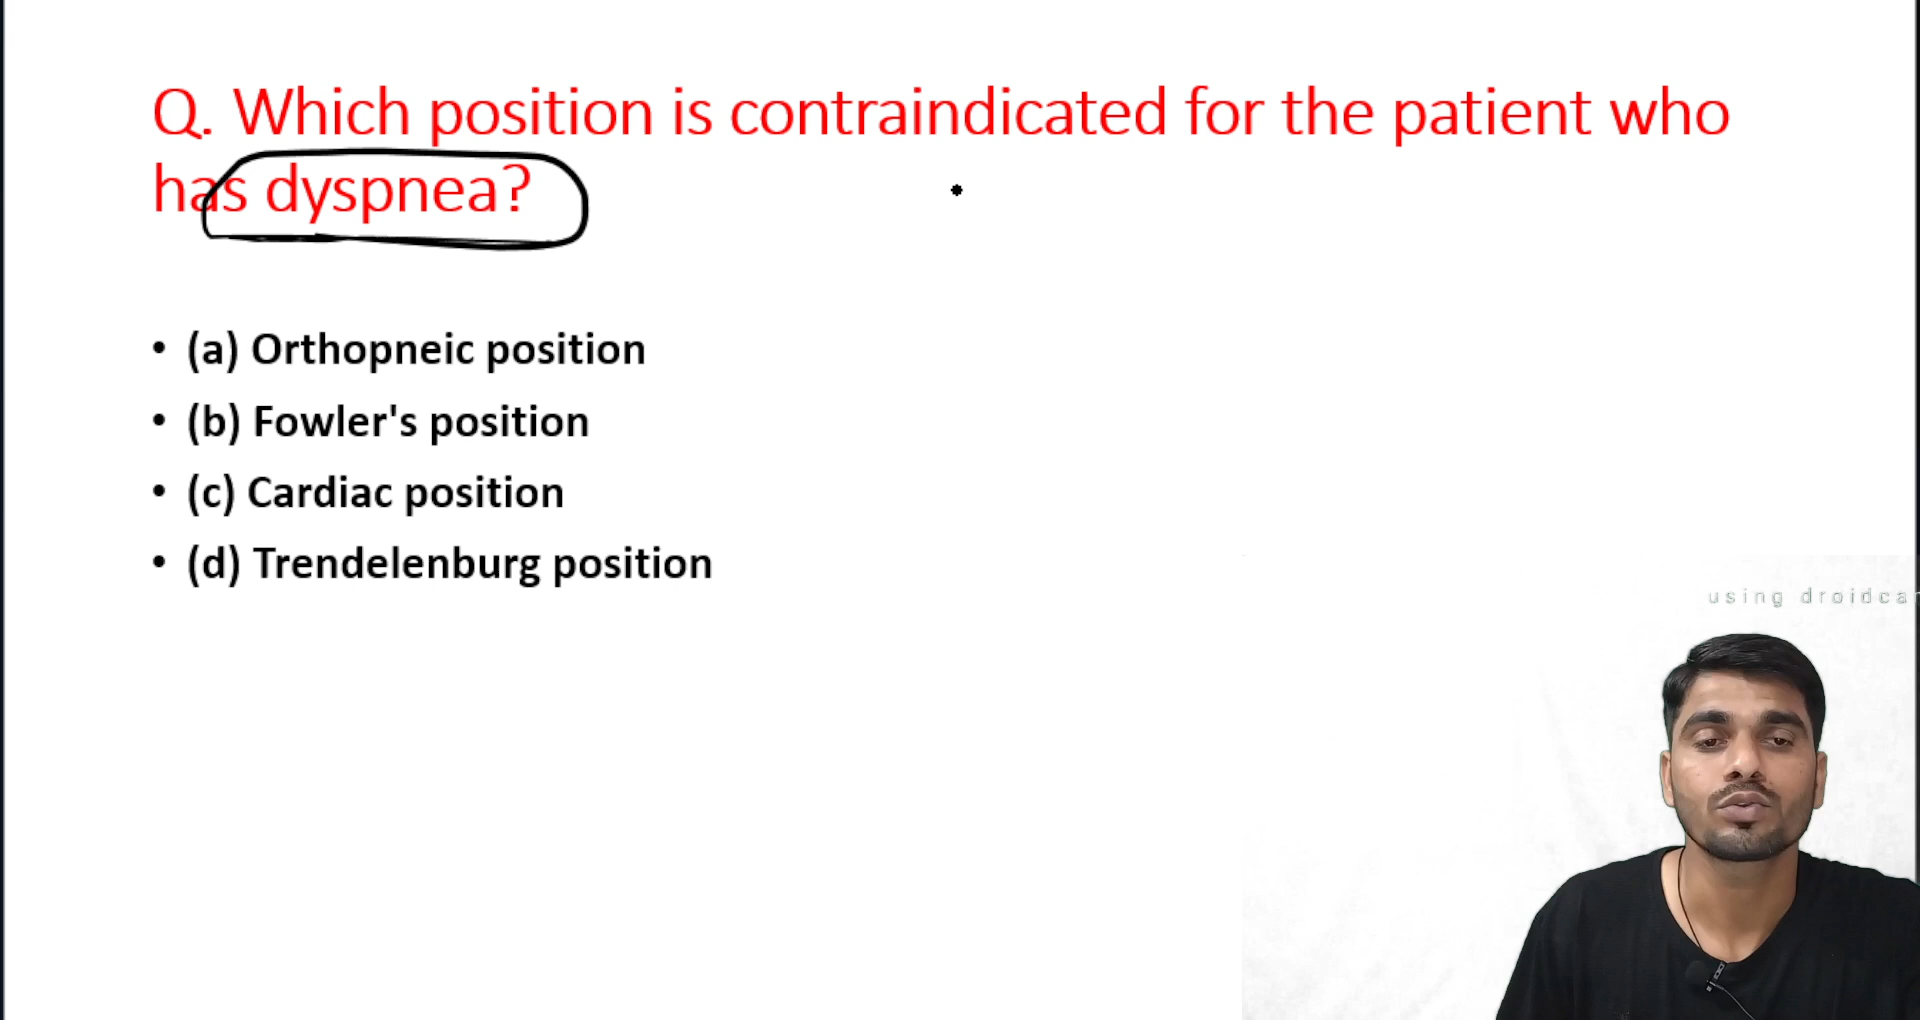 Q. Which position is contraindicated for the patient who
has dyspnea?
• (a) Orthopneic position
• (b) Fowler's position
• (c) Cardiac position
• (d) Trendelenburg position
using droidca